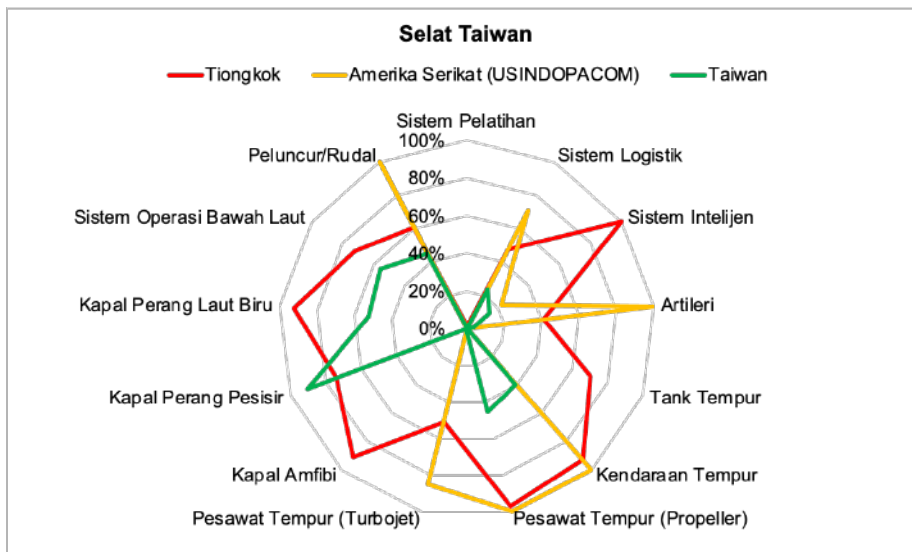 Selat Taiwan
Tiongkok
Amerika Serikat (USINDOPACOM)
Taiwan
Sistem Pelatihan
Sistem Logistik
Sistem Intelijen
Artileri
Tank Tempur
Kendaraan Tempur
Pesawat Tempur (Propeller)
Pesawat Tempur (Turbojet)
Kapal Amfibi
Kapal Perang Pesisir
Kapal Perang Laut Biru
Sistem Operasi Bawah Laut
Peluncur/Rudal
100%
80%
60%
40%
20%
0%